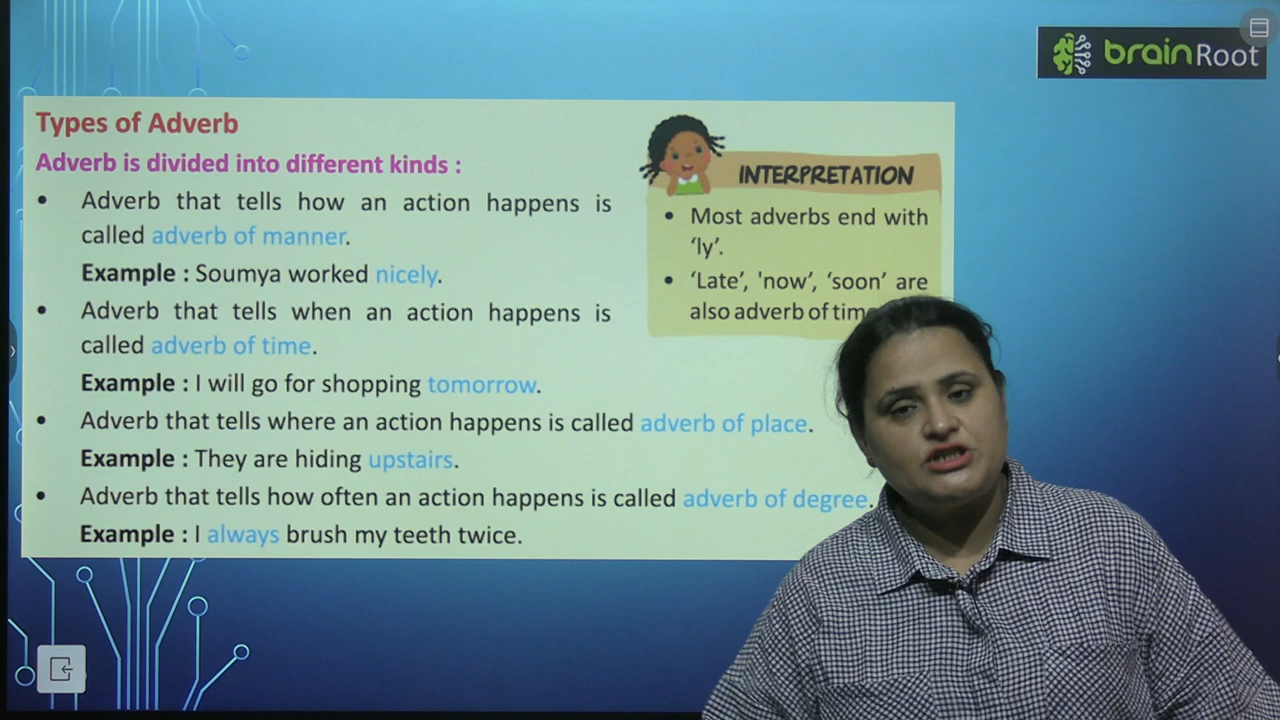 brainRoot
Types of Adverb
Adverb is divided into different kinds :
• Adverb that tells how an action happens is
called adverb of manner.
Example : Soumya worked nicely.
• Adverb that tells when an action happens is
called adverb of time.
Example : I will go for shopping tomorrow.
• Adverb that tells where an action happens is called adverb of place.
Example : They are hiding upstairs.
• Adverb that tells how often an action happens is called adverb of degree.
Example : I always brush my teeth twice.
INTERPRETATION
• Most adverbs end with
‘ly’.
• ‘Late’, 'now’, ‘soon’ are
also adverb of